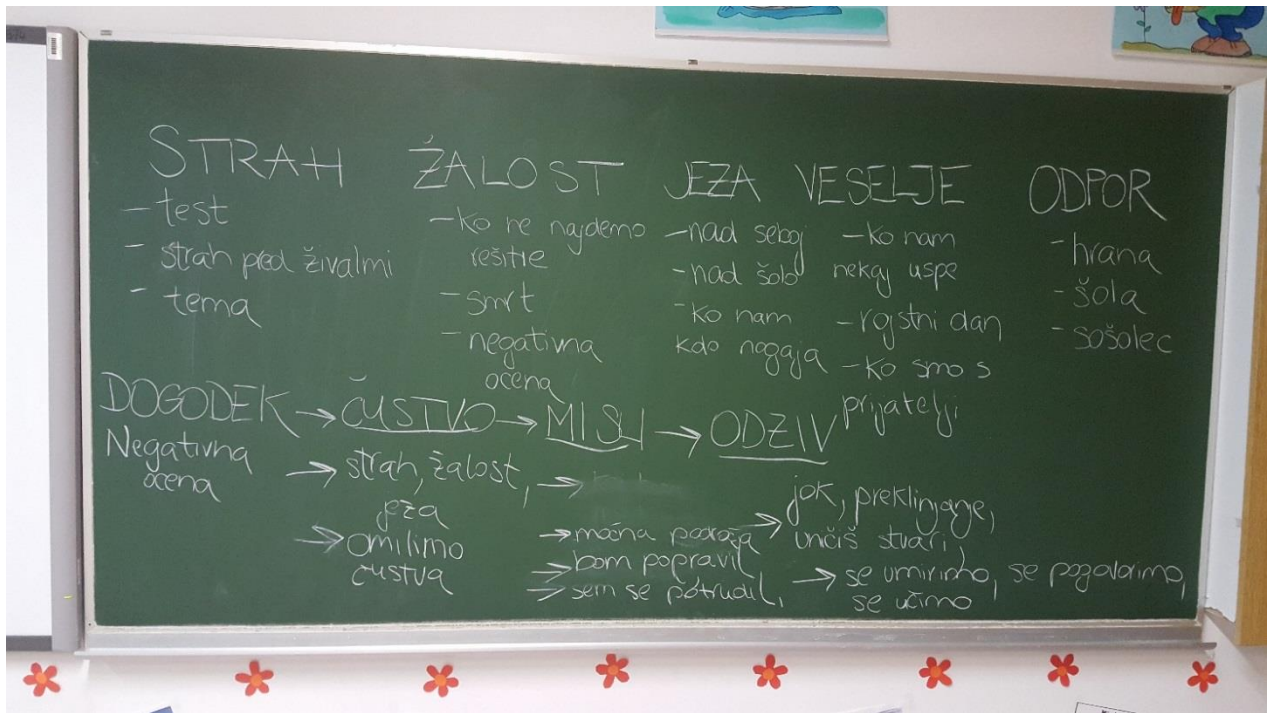 STRAH
- test
- strah pred živalmi
- tema
ŽALOST
- ko ne najdemo
rešitve
- smrt
- negativna
ocena
JEZA
- nad seboj
- nad šolo
- ko nam
kdo nagaja
VESELJE
- ko nam
nekaj uspe
- rojstni dan
- ko smo s
prijatelji
ODPOR
- hrana
- šola
- sošolec
DOGODEK → ČUSTVO → MISLI → ODZIV
Negativna
ocena
→ strah, žalost, →
jeza
→ omilimo
čustva
→ močna
→ bom popravil
→ sem se potrudil,
→ jok, preklinjanje,
uničiš stvari,
→ se umirimo, se pogovorimo,
se učimo